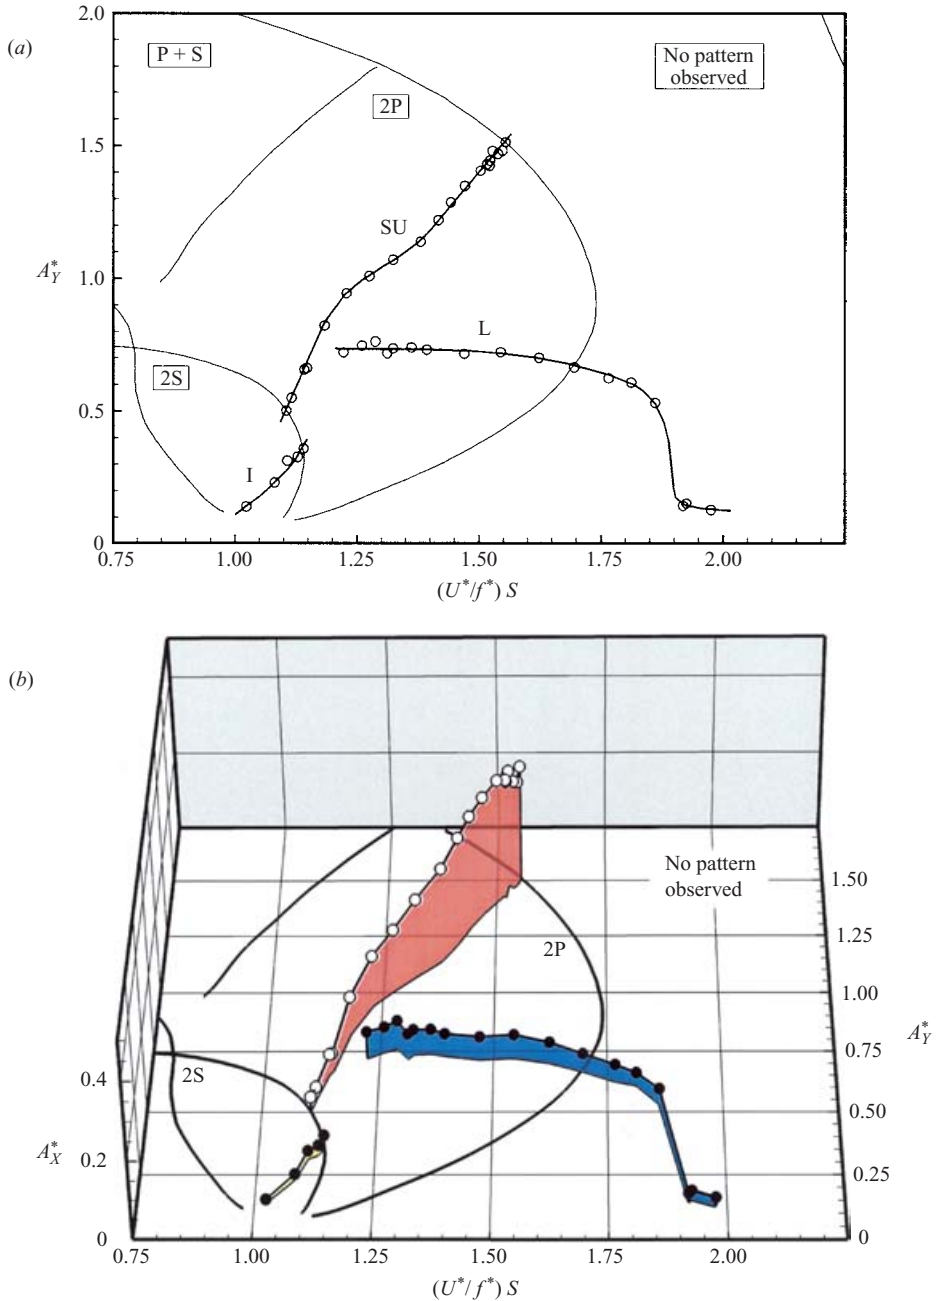 (a)
2.0
P + S
No pattern
observed
2P
1.5
SU
A*Y
1.0
L
2S
0.5
I
0
0.75
1.00
1.25
1.50
1.75
2.00
(U*/f*) S
(b)
No pattern
observed
1.50
2P
1.25
1.00
A*Y
0.75
2S
0.4
0.50
A*X
0.2
0.25
0
0
0.75
1.00
1.25
1.50
1.75
2.00
(U*/f*) S